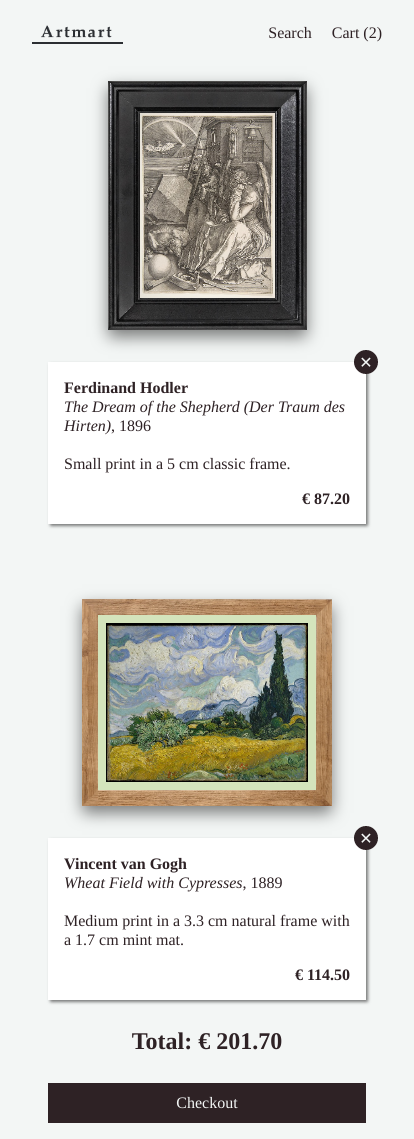 Artmart
Search
Cart (2)
Ferdinand Hodler
The Dream of the Shepherd (Der Traum des
Hirten), 1896
Small print in a 5 cm classic frame.
€ 87.20
Vincent van Gogh
Wheat Field with Cypresses, 1889
Medium print in a 3.3 cm natural frame with
a 1.7 cm mint mat.
€ 114.50
Total: € 201.70
Checkout